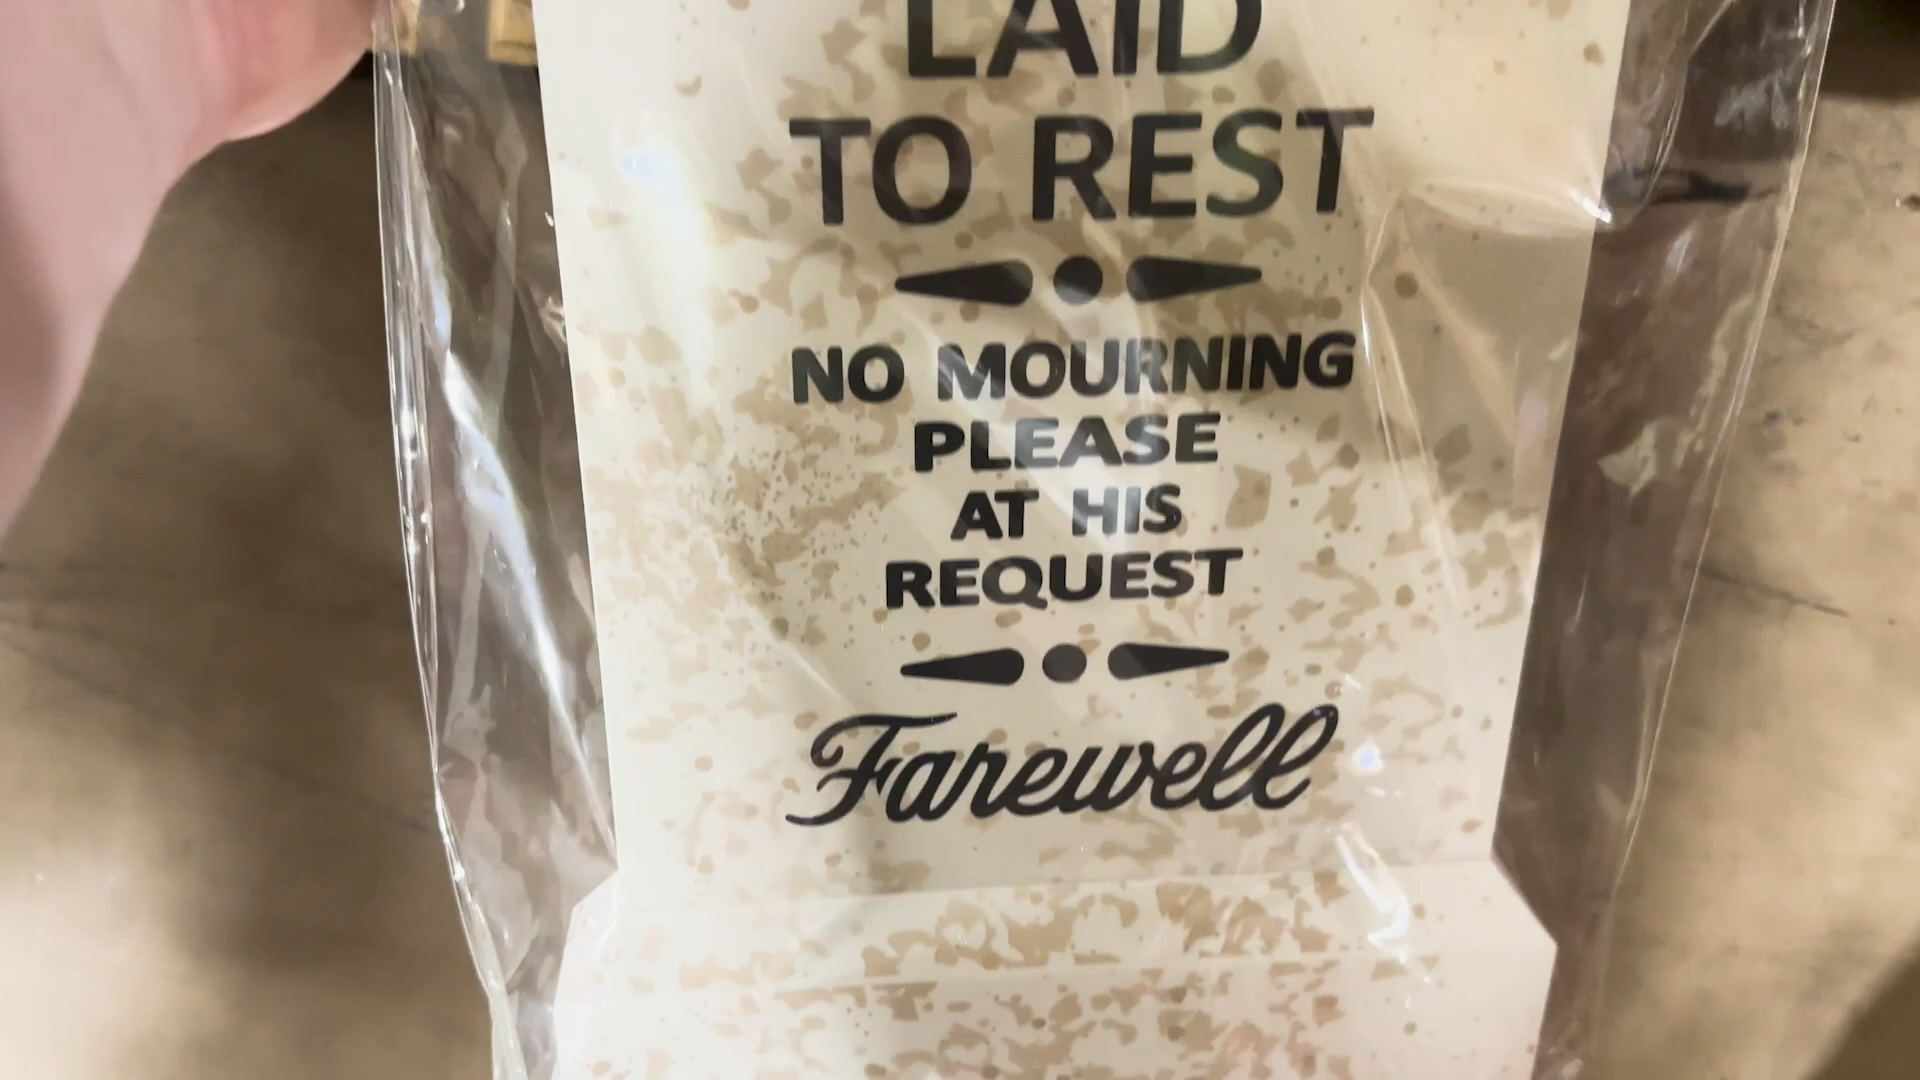 LAID
TO REST
NO MOURNING
PLEASE
AT HIS
REQUEST
Farewell